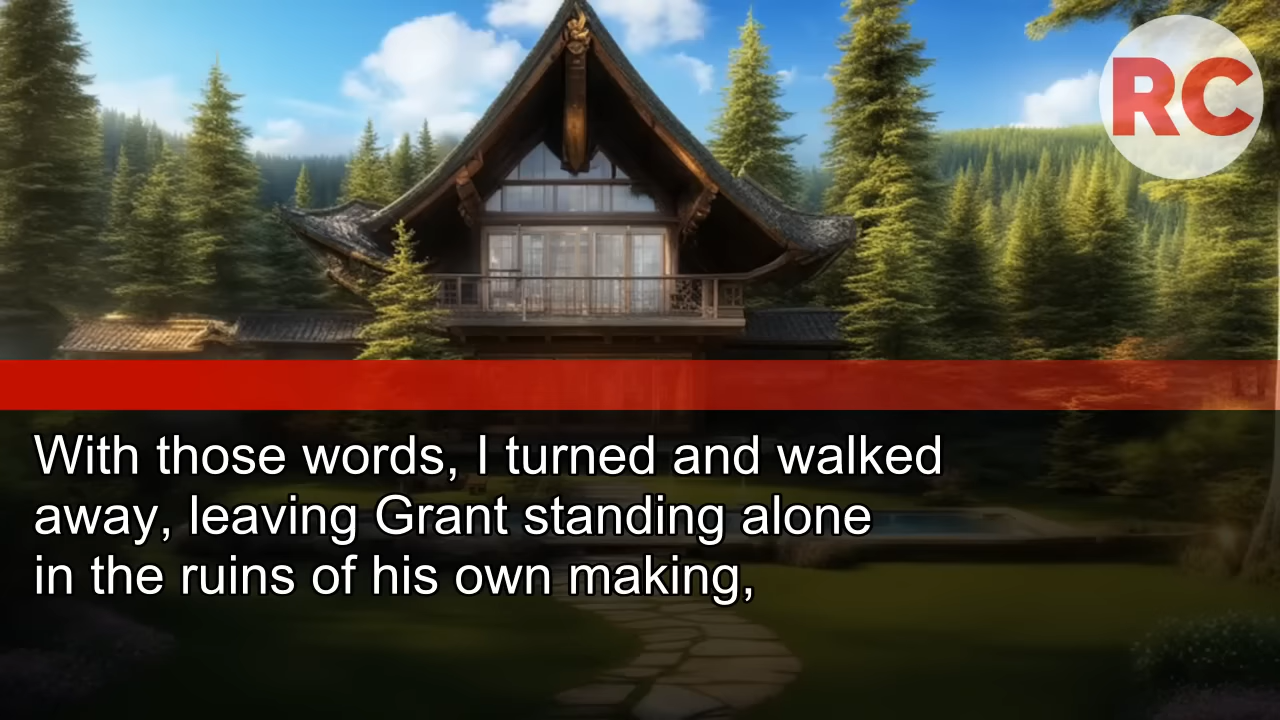 RC
With those words, I turned and walked
away, leaving Grant standing alone
in the ruins of his own making,